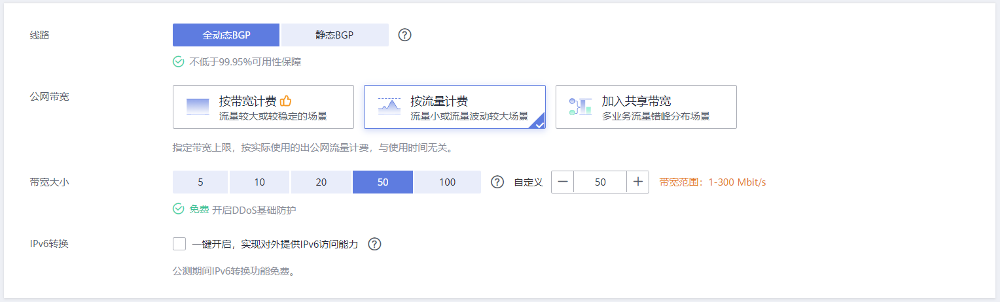 线路
全动态BGP
静态BGP
?
不低于99.95%可用性保障
公网带宽
按带宽计费
流量较大或较稳定的场景
按流量计费
流量小或流量波动较大场景
加入共享带宽
多业务流量错峰分布场景
指定带宽上限，按实际使用的出公网流量计费，与使用时间无关。
带宽大小
5
10
20
50
100
?
自定义
50
带宽范围：1-300 Mbit/s
免费 开启DDoS基础防护
IPv6转换
一键开启，实现对外提供IPv6访问能力
?
公测期间IPv6转换功能免费。